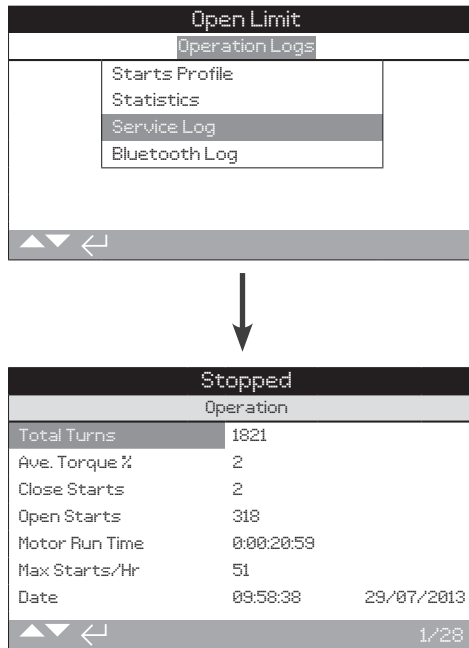 Open Limit
Operation Logs
Starts Profile
Statistics
Service Log
Bluetooth Log
Stopped
Operation
Total Turns 1821
Ave. Torque % 2
Close Starts 2
Open Starts 318
Motor Run Time 0:00:20:59
Max Starts/Hr 51
Date 09:58:38 29/07/2013
1/28